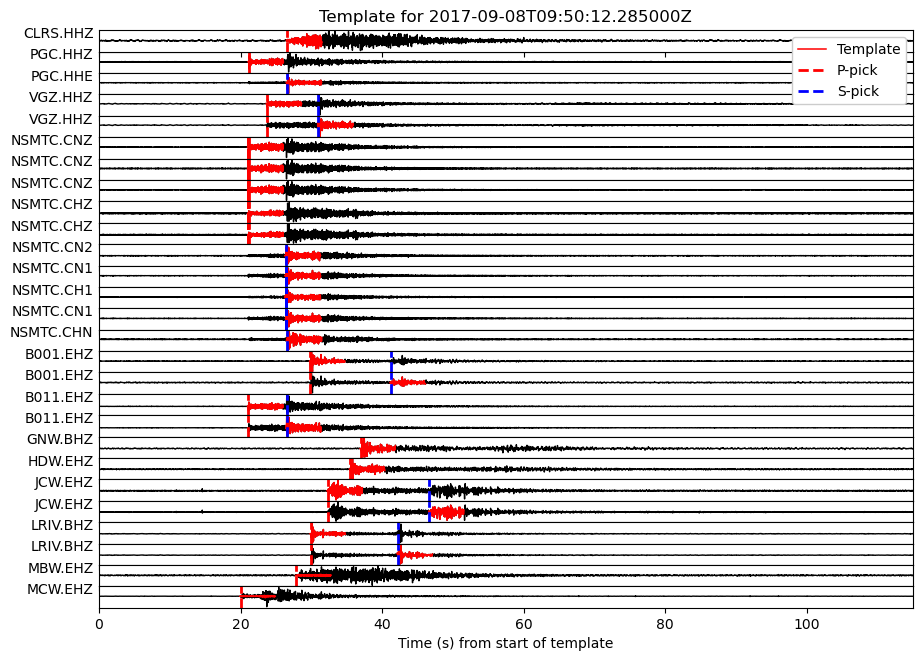 Template for 2017-09-08T09:50:12.285000Z
CLRS.HHZ
PGC.HHZ
PGC.HHE
VGZ.HHZ
VGZ.HHZ
NSMTC.CNZ
NSMTC.CNZ
NSMTC.CNZ
NSMTC.CHZ
NSMTC.CHZ
NSMTC.CN2
NSMTC.CN1
NSMTC.CH1
NSMTC.CN1
NSMTC.CHN
B001.EHZ
B001.EHZ
B011.EHZ
B011.EHZ
GNW.BHZ
HDW.EHZ
JCW.EHZ
JCW.EHZ
LRIV.BHZ
LRIV.BHZ
MBW.EHZ
MCW.EHZ
Template
P-pick
S-pick
0 20 40 60 80 100
Time (s) from start of template